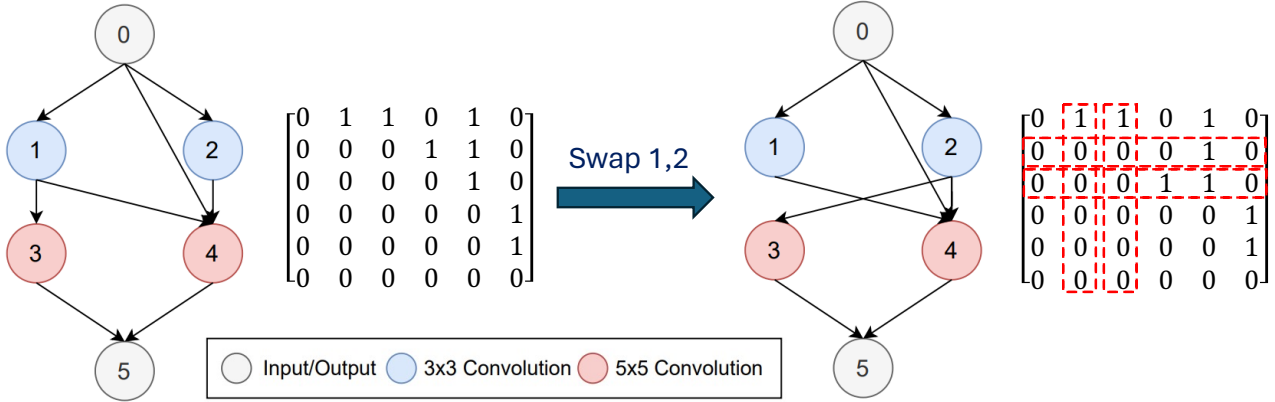 0
1
2
3
4
5
0 1 1 0 1 0
0 0 0 1 1 0
0 0 0 0 1 0
0 0 0 0 0 1
0 0 0 0 0 1
0 0 0 0 0 0
Swap 1,2
0
1
2
3
4
5
0 1 1 0 1 0
0 0 0 0 1 0
0 0 0 1 1 0
0 0 0 0 0 1
0 0 0 0 0 1
0 0 0 0 0 0
Input/Output
3x3 Convolution
5x5 Convolution